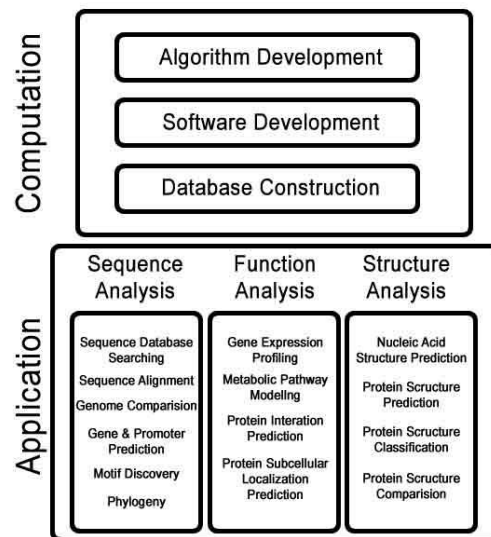 Computation
Algorithm Development
Software Development
Database Construction
Application
Sequence
Analysis
Sequence Database
Searching
Sequence Alignment
Genome Comparision
Gene & Promoter
Prediction
Motif Discovery
Phylogeny
Function
Analysis
Gene Expression
Profiling
Metabolic Pathway
Modeling
Protein Interation
Prediction
Protein Subcellular
Localization
Prediction
Structure
Analysis
Nucleic Acid
Structure Prediction
Protein Scructure
Prediction
Protein Scructure
Classification
Protein Scructure
Comparision